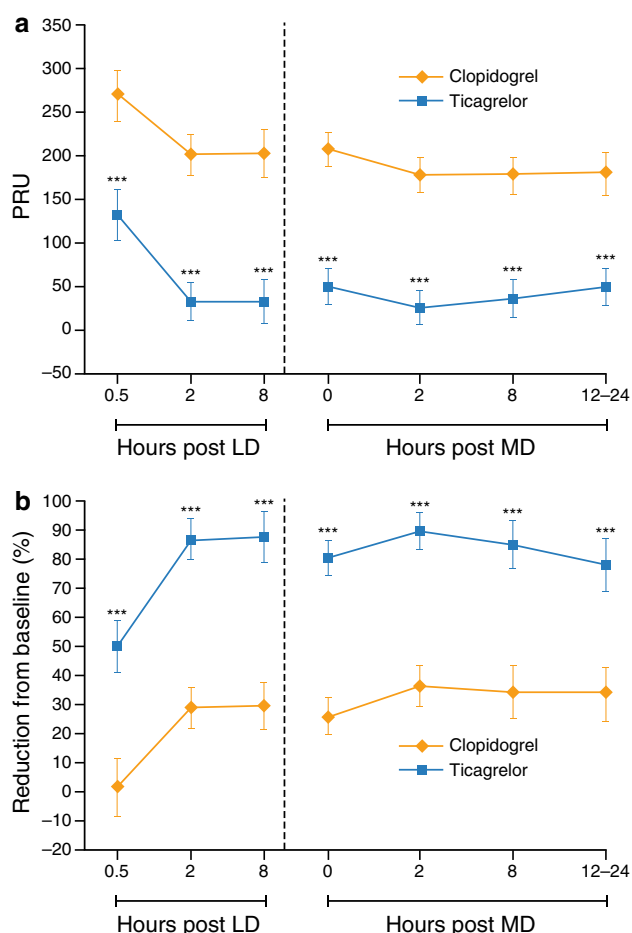 a
350
300
250
200
150
100
50
0
–50
PRU
Clopidogrel
Ticagrelor
***
*** ***
*** *** *** ***
0.5 2 8 0 2 8 12–24
Hours post LD Hours post MD
b
100
90
80
70
60
50
40
30
20
10
0
–10
–20
Reduction from baseline (%)
***
*** ***
*** *** *** ***
Clopidogrel
Ticagrelor
0.5 2 8 0 2 8 12–24
Hours post LD Hours post MD